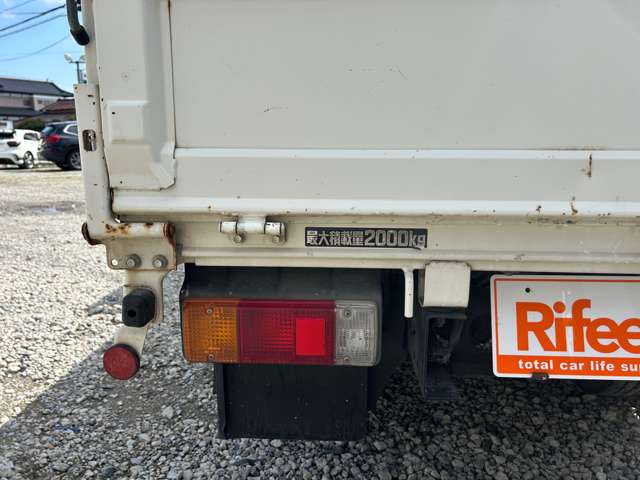 最大積載量2000kg
Rifee
total car life su